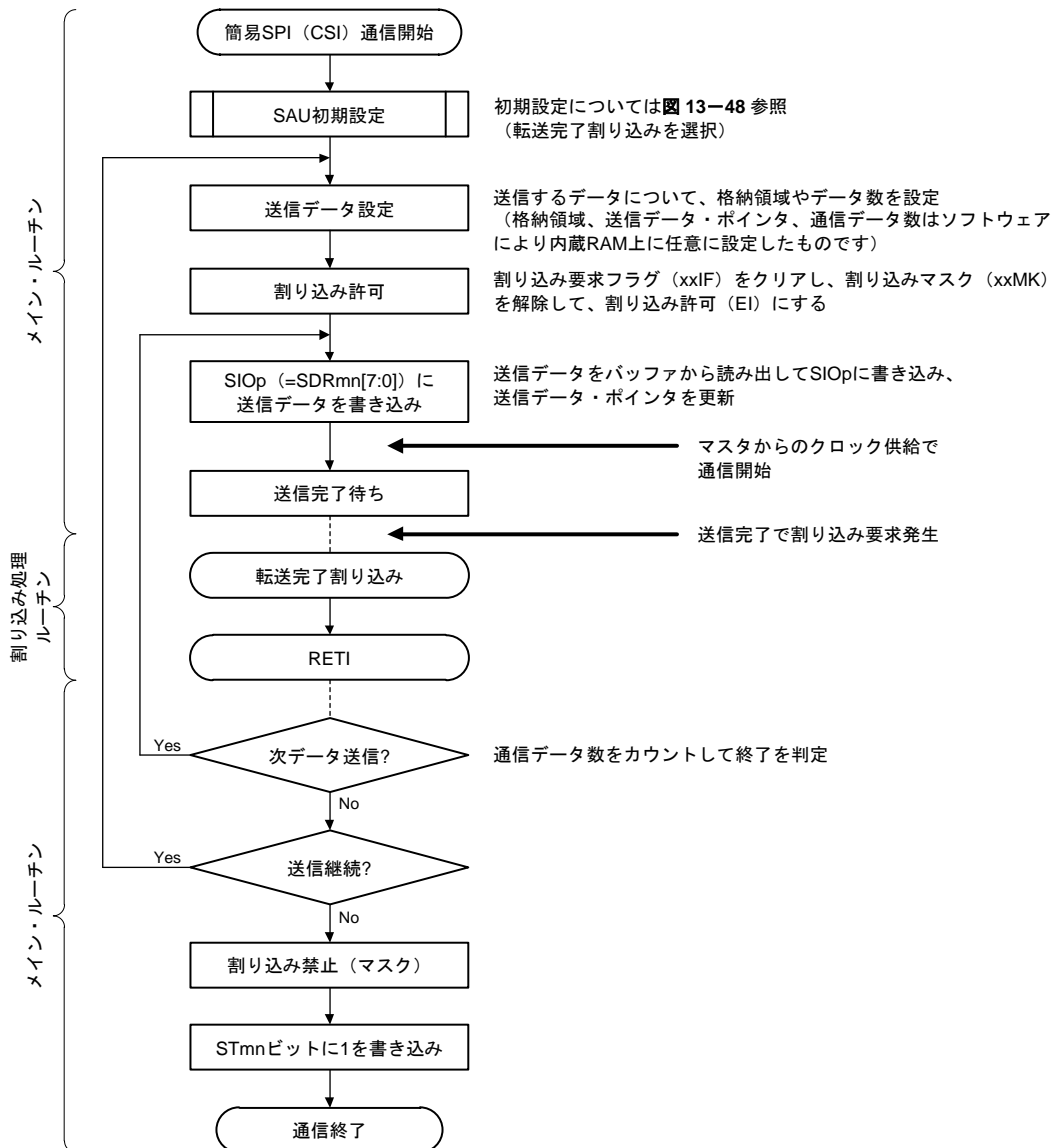 簡易SPI（CSI）通信開始
SAU初期設定
初期設定については図 13－48 参照
（転送完了割り込みを選択）
送信データ設定
送信するデータについて、格納領域やデータ数を設定
（格納領域、送信データ・ポインタ、通信データ数はソフトウェア
により内蔵RAM上に任意に設定したものです）
メイン・ルーチン
割り込み許可
割り込み要求フラグ（xxIF）をクリアし、割り込みマスク（xxMK）
を解除して、割り込み許可（EI）にする
SIOp（=SDRmn[7:0]）に
送信データを書き込み
送信データをバッファから読み出してSIOpに書き込み、
送信データ・ポインタを更新
マスタからのクロック供給で
通信開始
送信完了待ち
送信完了で割り込み要求発生
割り込み処理
ルーチン
転送完了割り込み
RETI
次データ送信?
Yes
通信データ数をカウントして終了を判定
No
送信継続?
Yes
No
メイン・ルーチン
割り込み禁止（マスク）
STmnビットに1を書き込み
通信終了